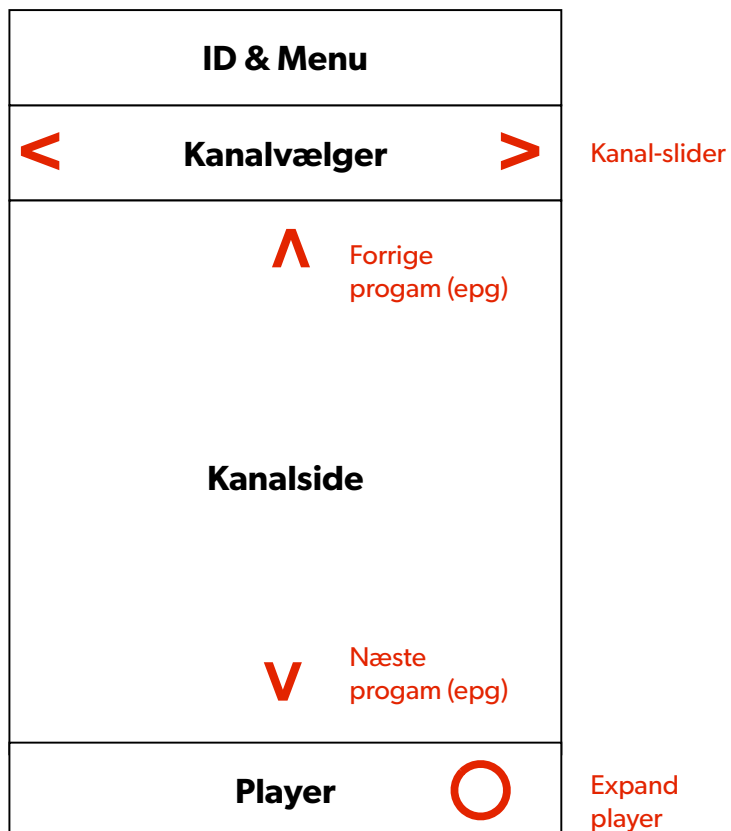 ID & Menu
< Kanalvælger > Kanal-slider
Λ
Forrige
progam (epg)
Kanalside
V
Næste
progam (epg)
Player
Expand
player